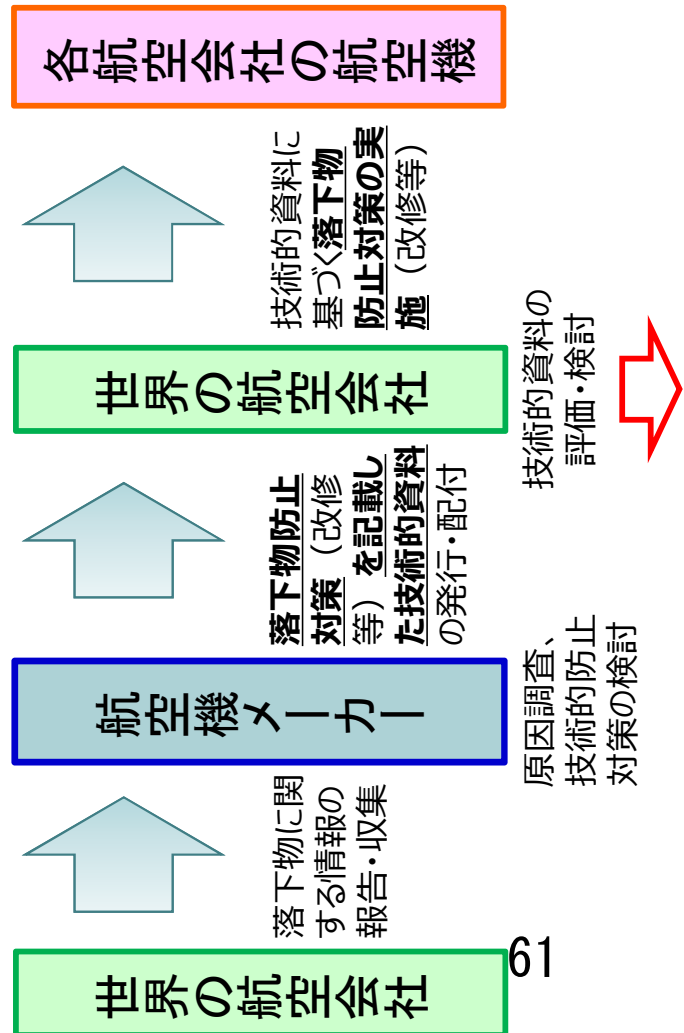 世界の航空会社
落下物に関
する情報の
報告・収集
航空機メーカー
原因調査、
技術的防止
対策の検討
落下物防止
対策（改修
等）を記載し
た技術的資料
の発行・配付
世界の航空会社
技術的資料の
評価・検討
技術的資料に
基づく落下物
防止対策の実
施（改修等）
各航空会社の航空機
61